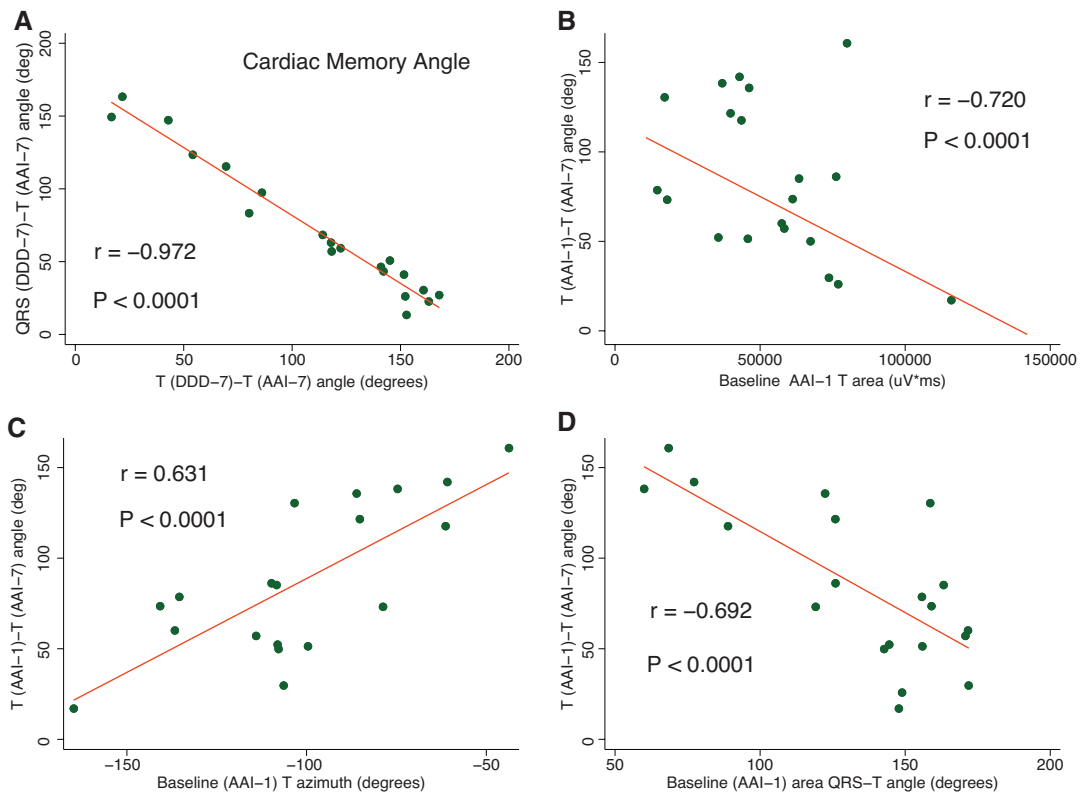 A
Cardiac Memory Angle
QRS (DDD−7)−T (AAI−7) angle (deg)
200
150
100
50
0
r = −0.972
P < 0.0001
0 50 100 150 200
T (DDD−7)−T (AAI−7) angle (degrees)
B
T (AAI−1)−T (AAI−7) angle (deg)
150
100
50
0
r = −0.720
P < 0.0001
0 50000 100000 150000
Baseline AAI−1 T area (uV*ms)
C
T (AAI−1)−T (AAI−7) angle (deg)
150
100
50
0
r = 0.631
P < 0.0001
−150 −100 −50
Baseline (AAI−1) T azimuth (degrees)
D
T (AAI−1)−T (AAI−7) angle (deg)
150
100
50
0
r = −0.692
P < 0.0001
50 100 150 200
Baseline (AAI−1) area QRS−T angle (degrees)